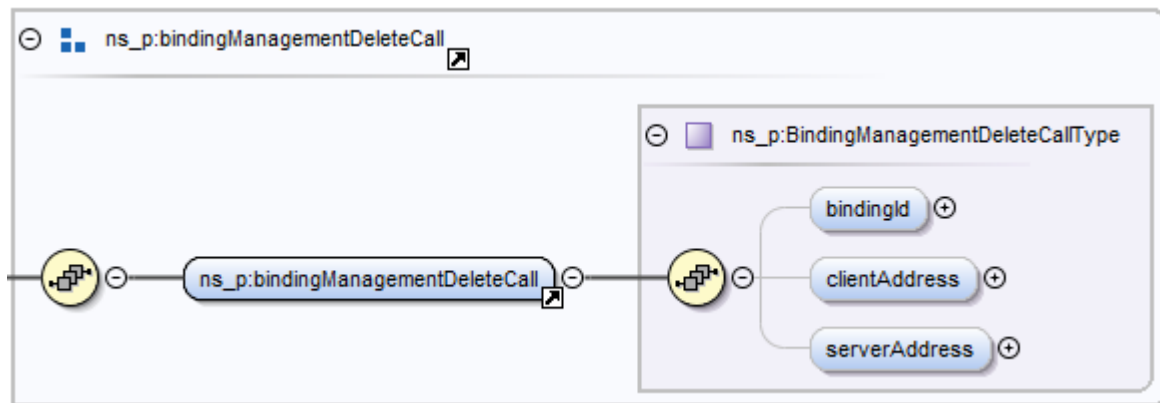 ns_p:bindingManagementDeleteCall
ns_p:BindingManagementDeleteCallType
bindingId
ns_p:bindingManagementDeleteCall
clientAddress
serverAddress